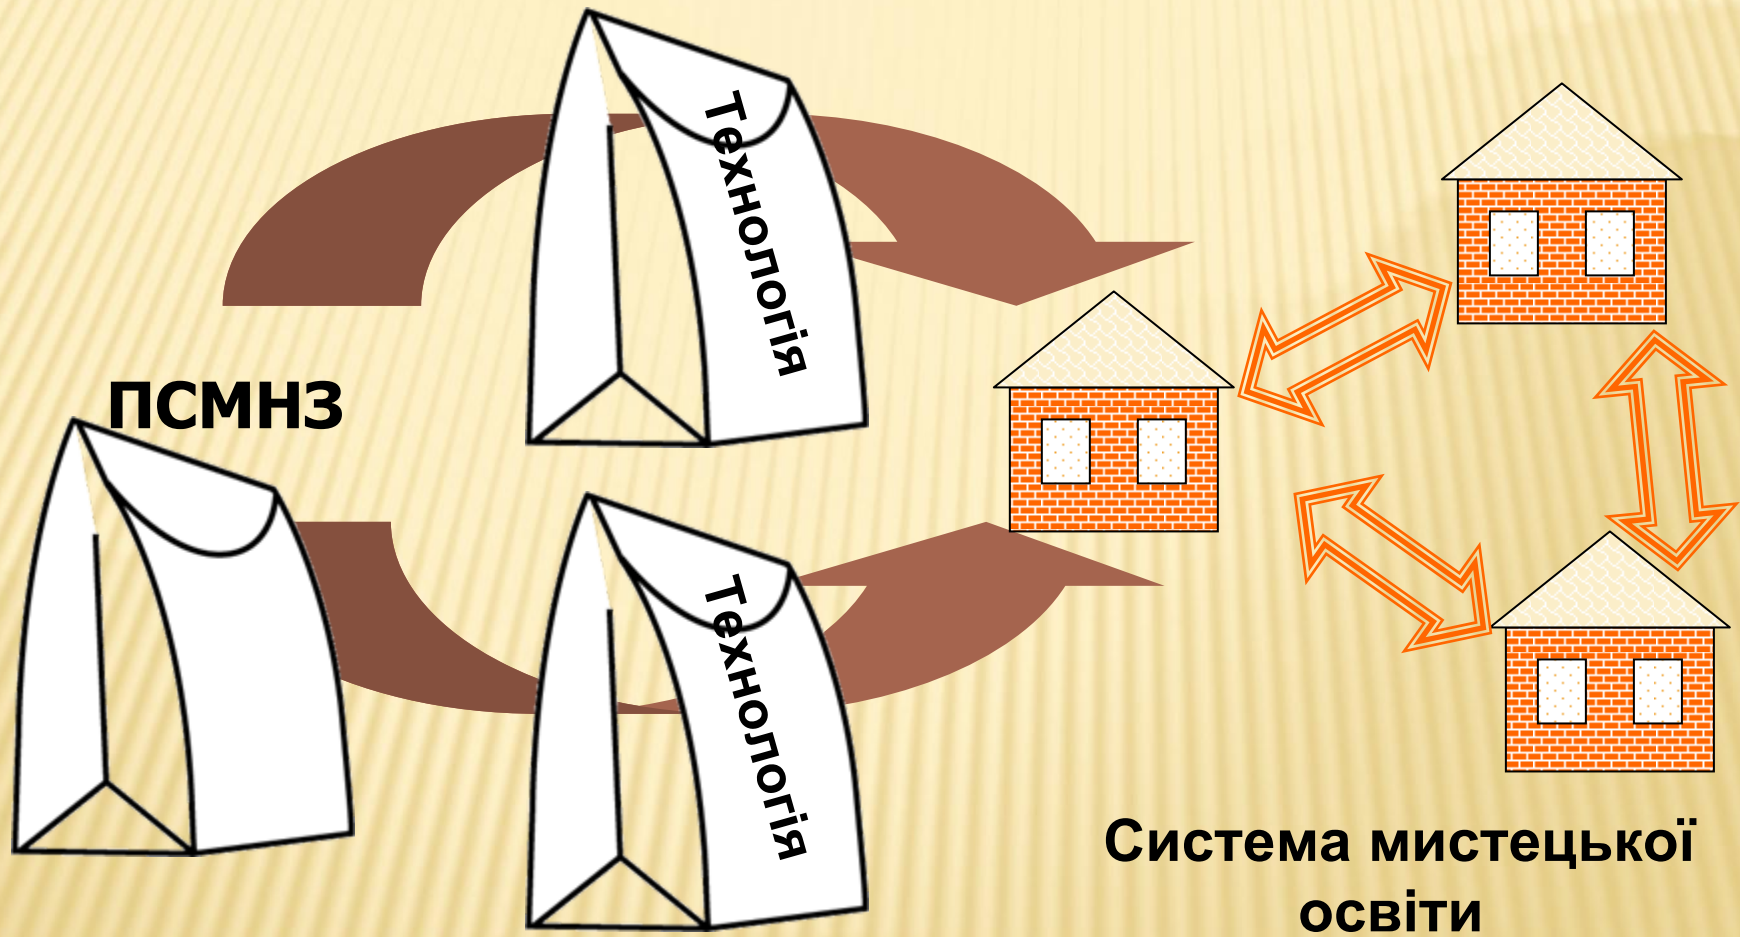 Технологія
ПСМНЗ
Технологія
Система мистецької
освіти